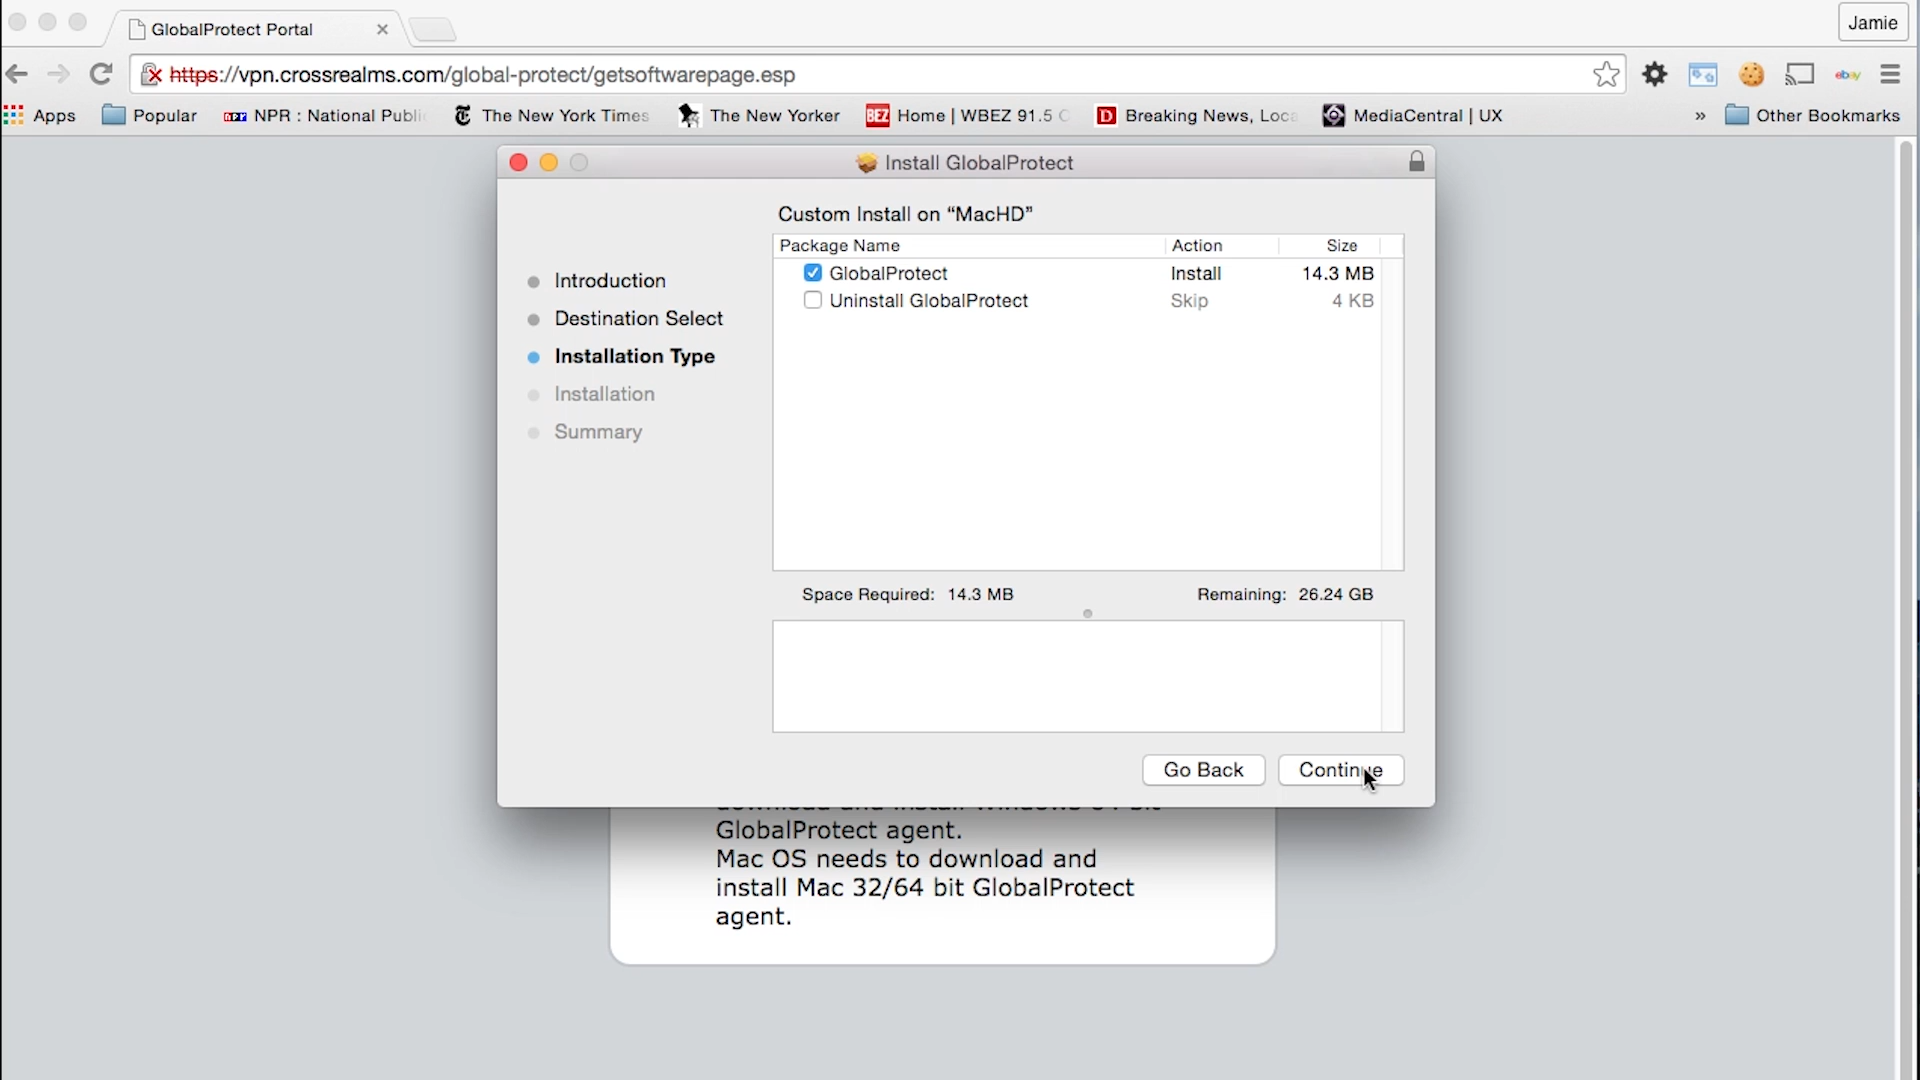 GlobalProtect Portal
Jamie
https://vpn.crossrealms.com/global-protect/getsoftwarepage.esp
ebay
Apps
Popular
npr NPR : National Publi
The New York Times
The New Yorker
BEZ Home | WBEZ 91.5 C
D Breaking News, Loca
MediaCentral | UX
» Other Bookmarks
Install GlobalProtect
Custom Install on “MacHD”
Package Name Action Size
GlobalProtect Install 14.3 MB
Uninstall GlobalProtect Skip 4 KB
Introduction
Destination Select
Installation Type
Installation
Summary
Space Required: 14.3 MB Remaining: 26.24 GB
Go Back Continue
GlobalProtect agent.
Mac OS needs to download and
install Mac 32/64 bit GlobalProtect
agent.